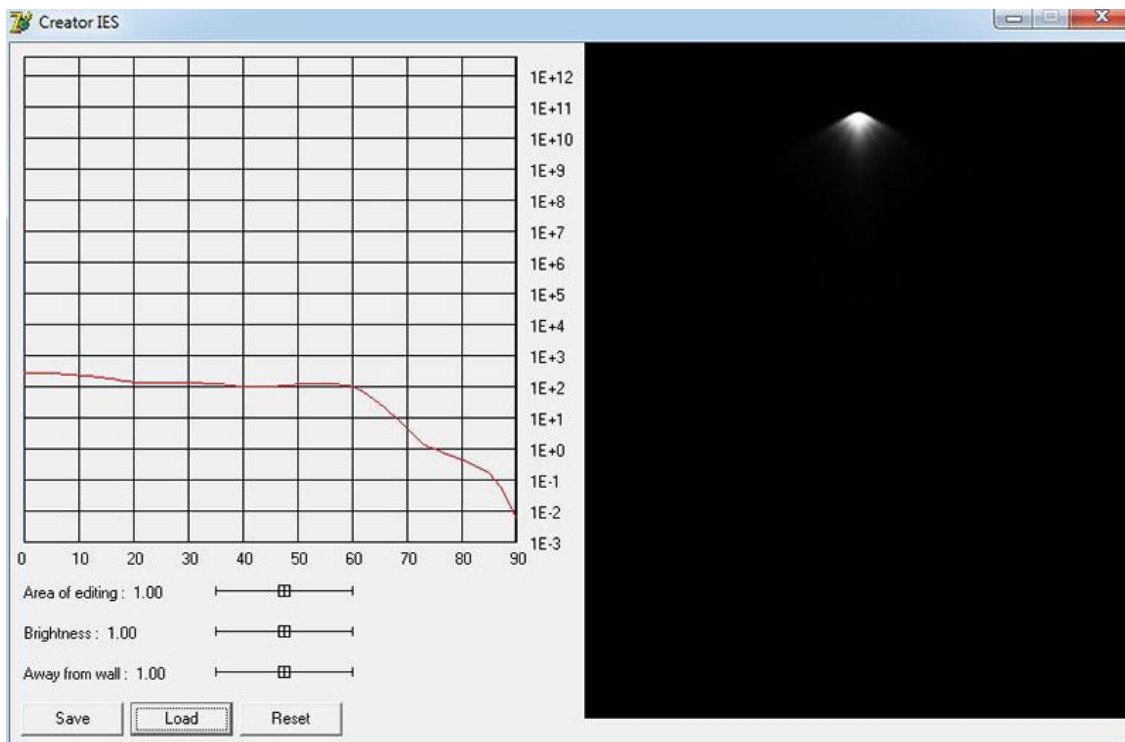 Creator IES
1E+12
1E+11
1E+10
1E+9
1E+8
1E+7
1E+6
1E+5
1E+4
1E+3
1E+2
1E+1
1E+0
1E-1
1E-2
1E-3
0 10 20 30 40 50 60 70 80 90
Area of editing : 1.00
Brightness : 1.00
Away from wall : 1.00
Save Load Reset